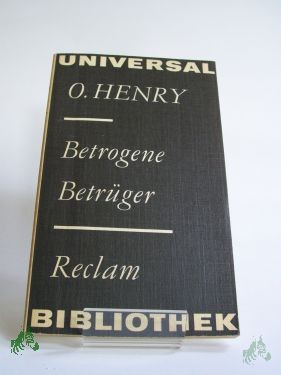 UNIVERSAL
O. HENRY
Betrogene
Betrüger
Reclam
BIBLIOTHEK